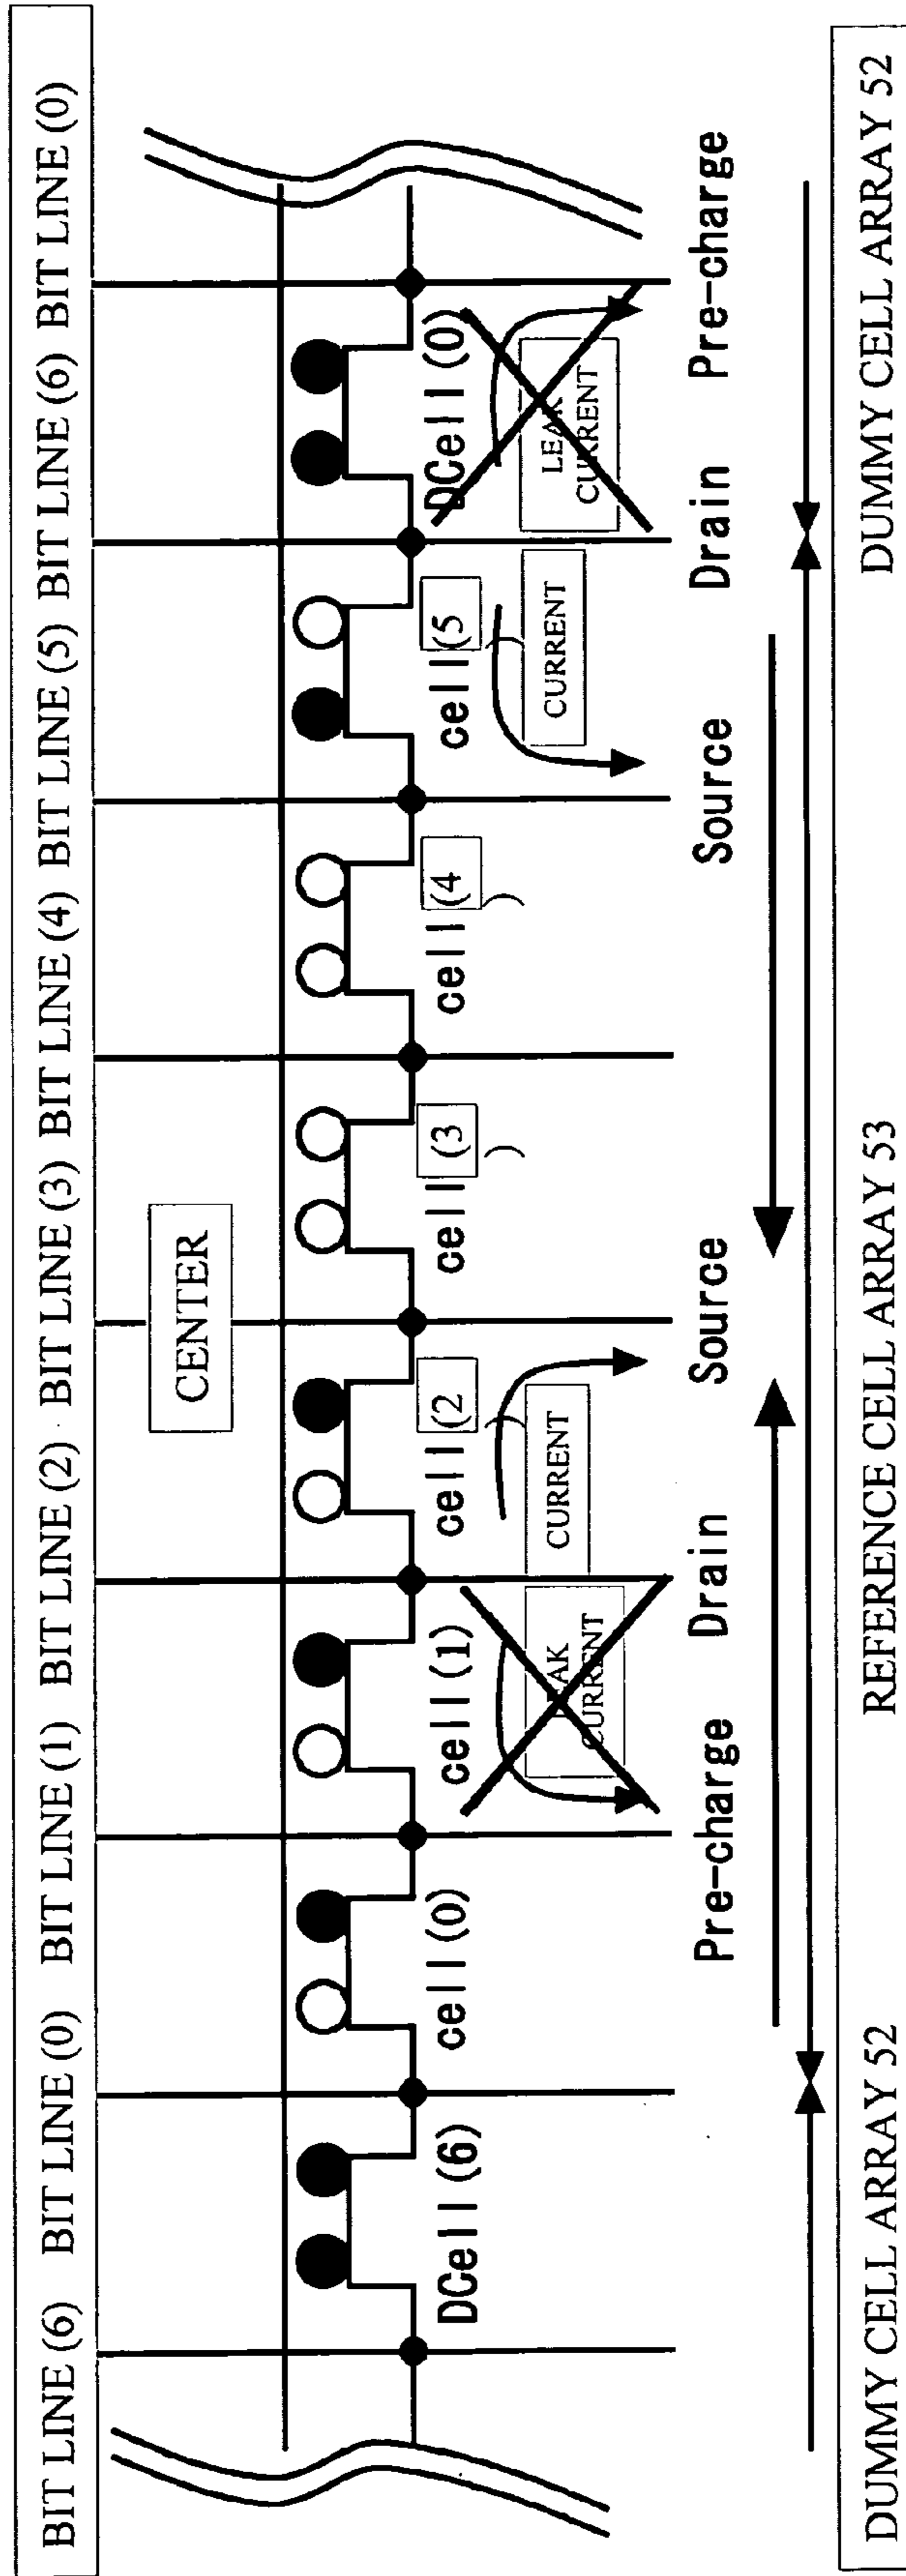 BIT LINE (6) BIT LINE (0) BIT LINE (1) BIT LINE (2) BIT LINE (3) BIT LINE (4) BIT LINE (5) BIT LINE (6) BIT LINE (0)
CENTER
DCell(6) cell(0) cell(1) cell(2) cell(3) cell(4) cell(5) DCell(0)
CURRENT
CURRENT
CURRENT
LEAK
CURRENT
Pre-charge Drain Source Source Drain Pre-charge
DUMMY CELL ARRAY 52 REFERENCE CELL ARRAY 53 DUMMY CELL ARRAY 52